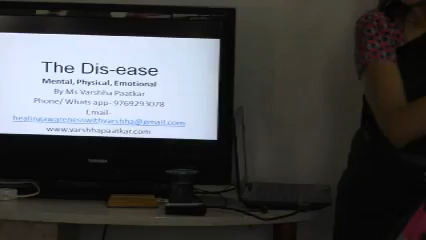 The Dis-ease
Mental, Physical, Emotional
By Ms Varshha Paatkar
Phone/ Whats app- 9769293078
Email-
healingawarenesswithvarshha@gmail.com
www.varshhapaatkar.com